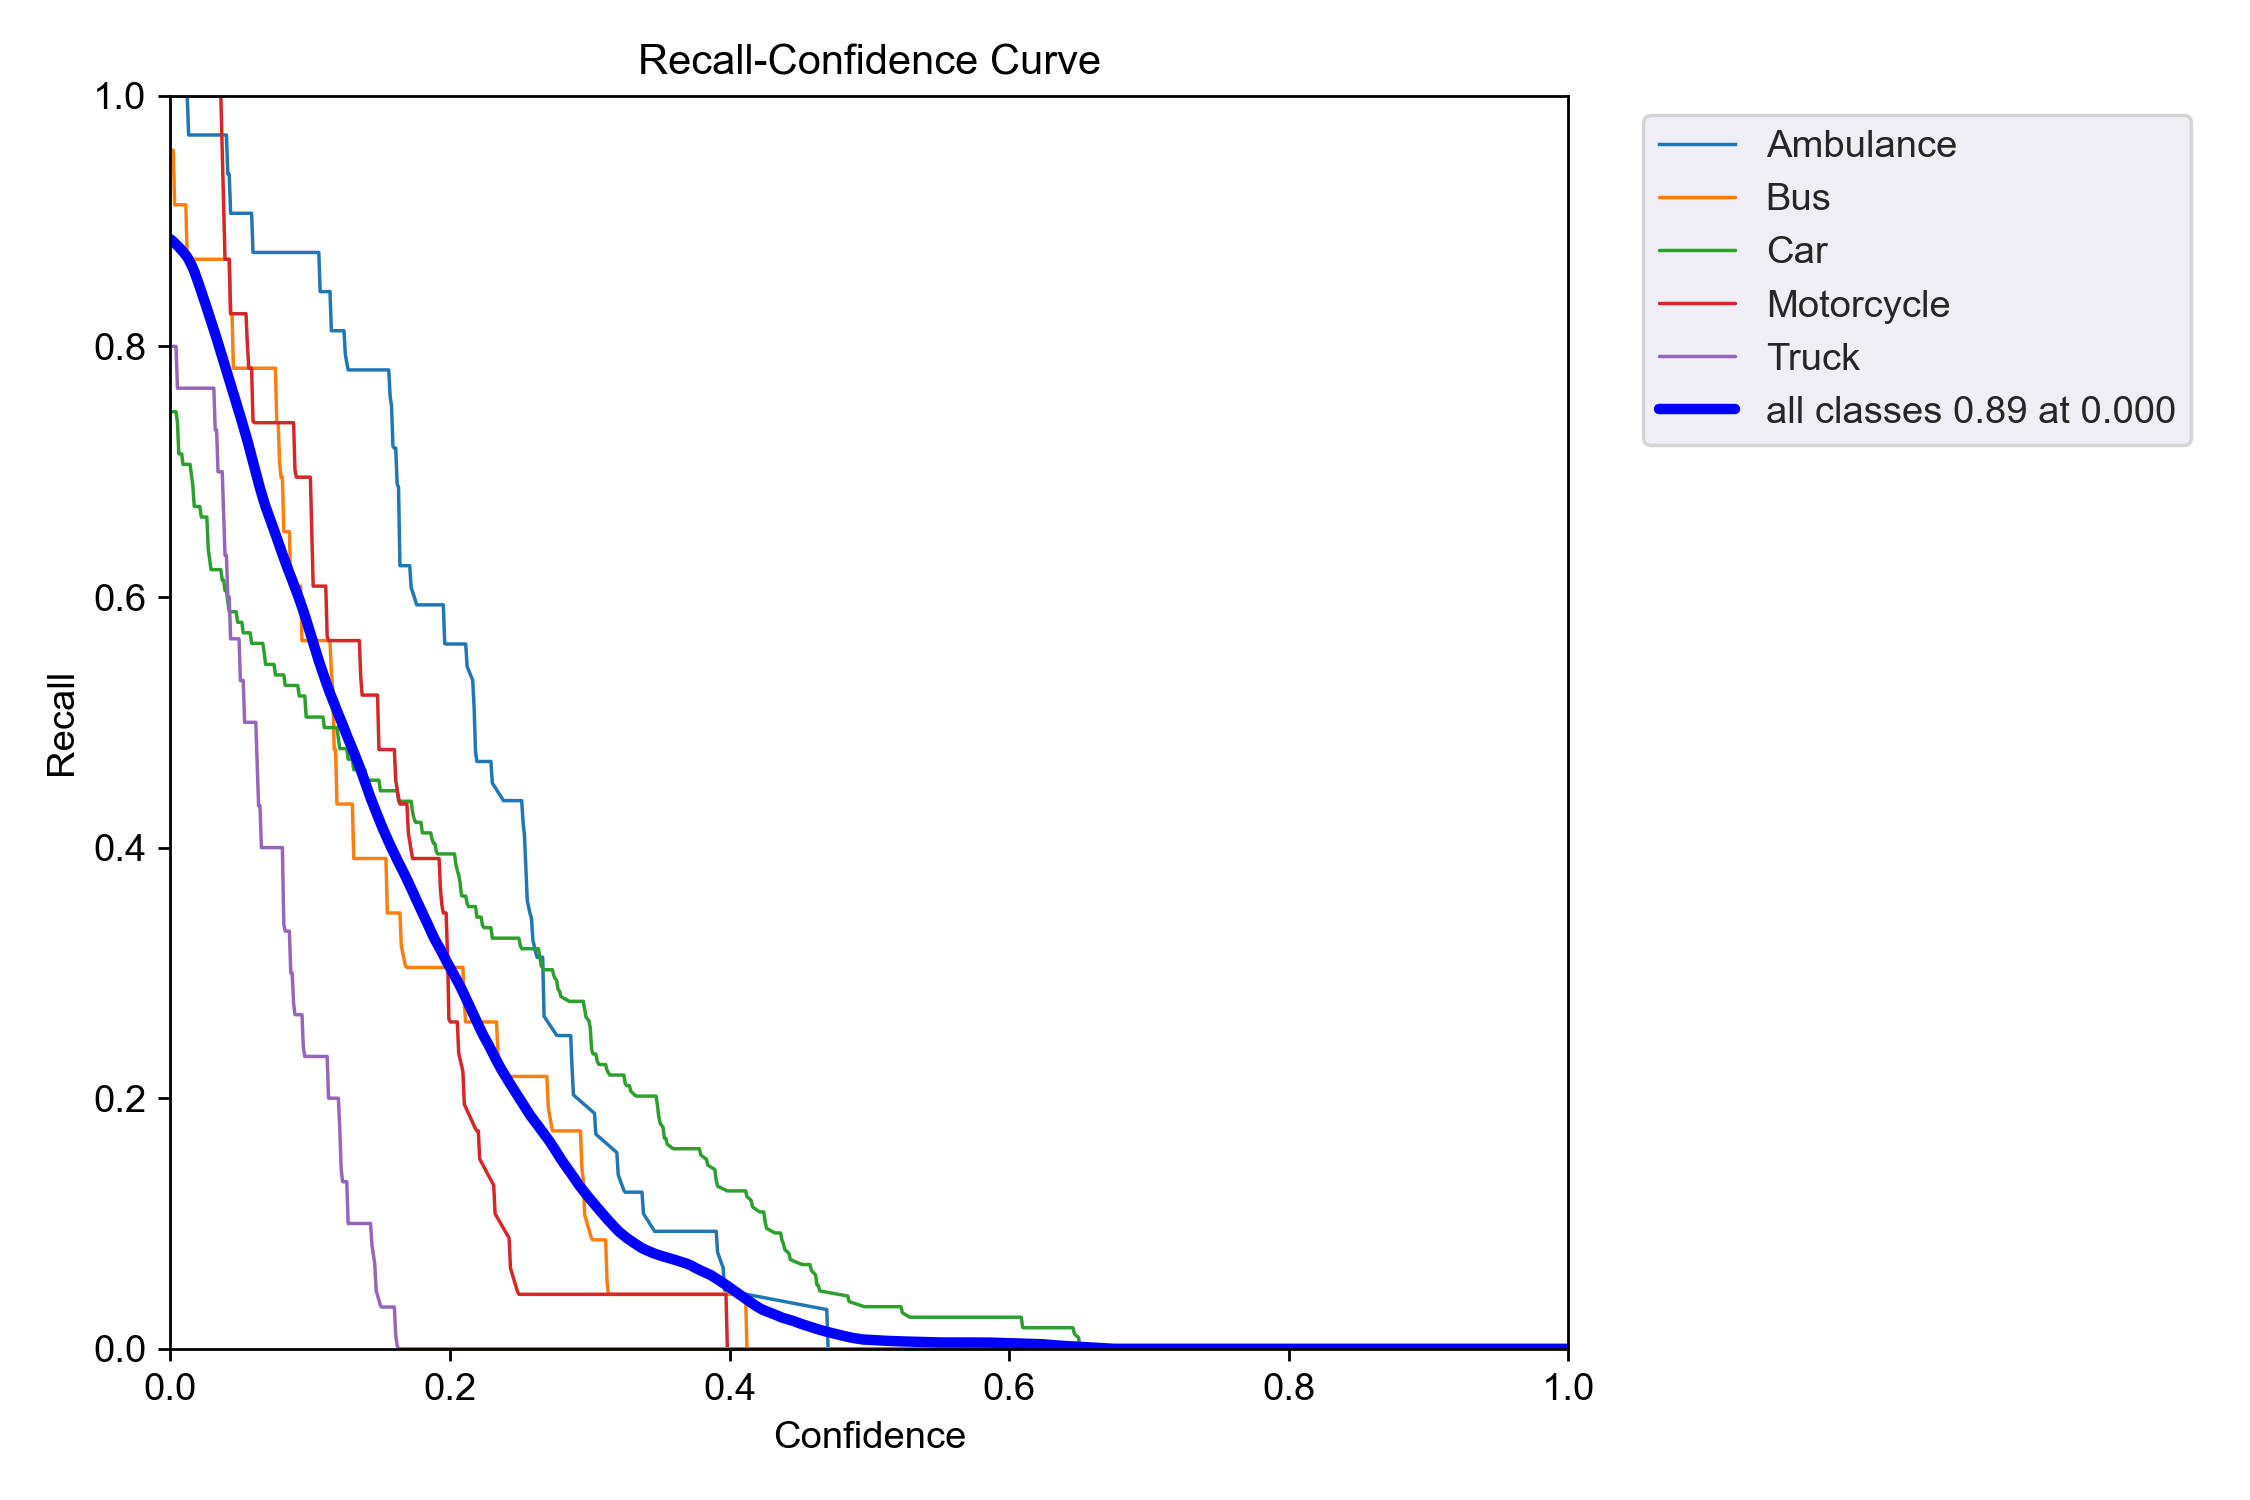 Recall-Confidence Curve
1.0
0.8
0.6
0.4
0.2
0.0
Recall
0.0 0.2 0.4 0.6 0.8 1.0
Confidence
Ambulance
Bus
Car
Motorcycle
Truck
all classes 0.89 at 0.000